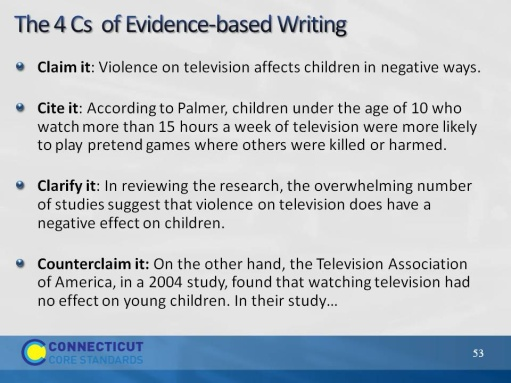 The 4 Cs of Evidence-based Writing
Claim it: Violence on television affects children in negative ways.
Cite it: According to Palmer, children under the age of 10 who
watch more than 15 hours a week of television were more likely
to play pretend games where others were killed or harmed.
Clarify it: In reviewing the research, the overwhelming number
of studies suggest that violence on television does have a
negative effect on children.
Counterclaim it: On the other hand, the Television Association
of America, in a 2004 study, found that watching television had
no effect on young children. In their study…
CONNECTICUT
CORE STANDARDS
53